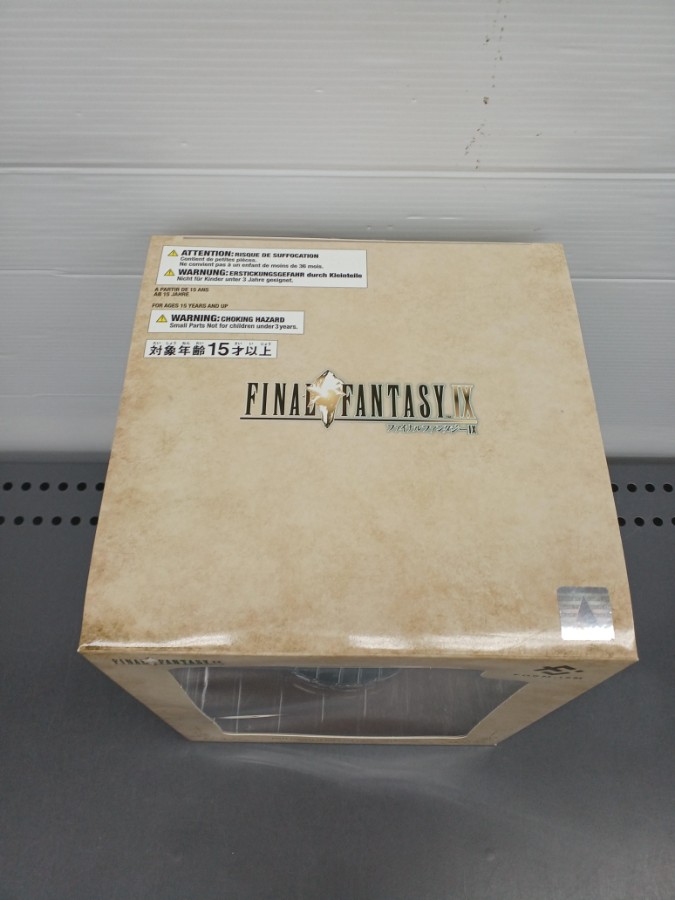 ATTENTION: RISQUE DE SUFFOCATION
Contient de petites pièces.
Ne convient pas à un enfant de moins de 36 mois.
WARNUNG: ERSTICKUNGSGEFAHR durch Kleinteile
Nicht für Kinder unter 3 Jahre geeignet.
A PARTIR DE 15 ANS
AB 15 JAHRE
FOR AGES 15 YEARS AND UP
WARNING: CHOKING HAZARD
Small Parts Not for children under 3 years.
対象年齢 15才以上
FINAL FANTASY IX
ファイナルファンタジーIX
FINAL FANTASY IX